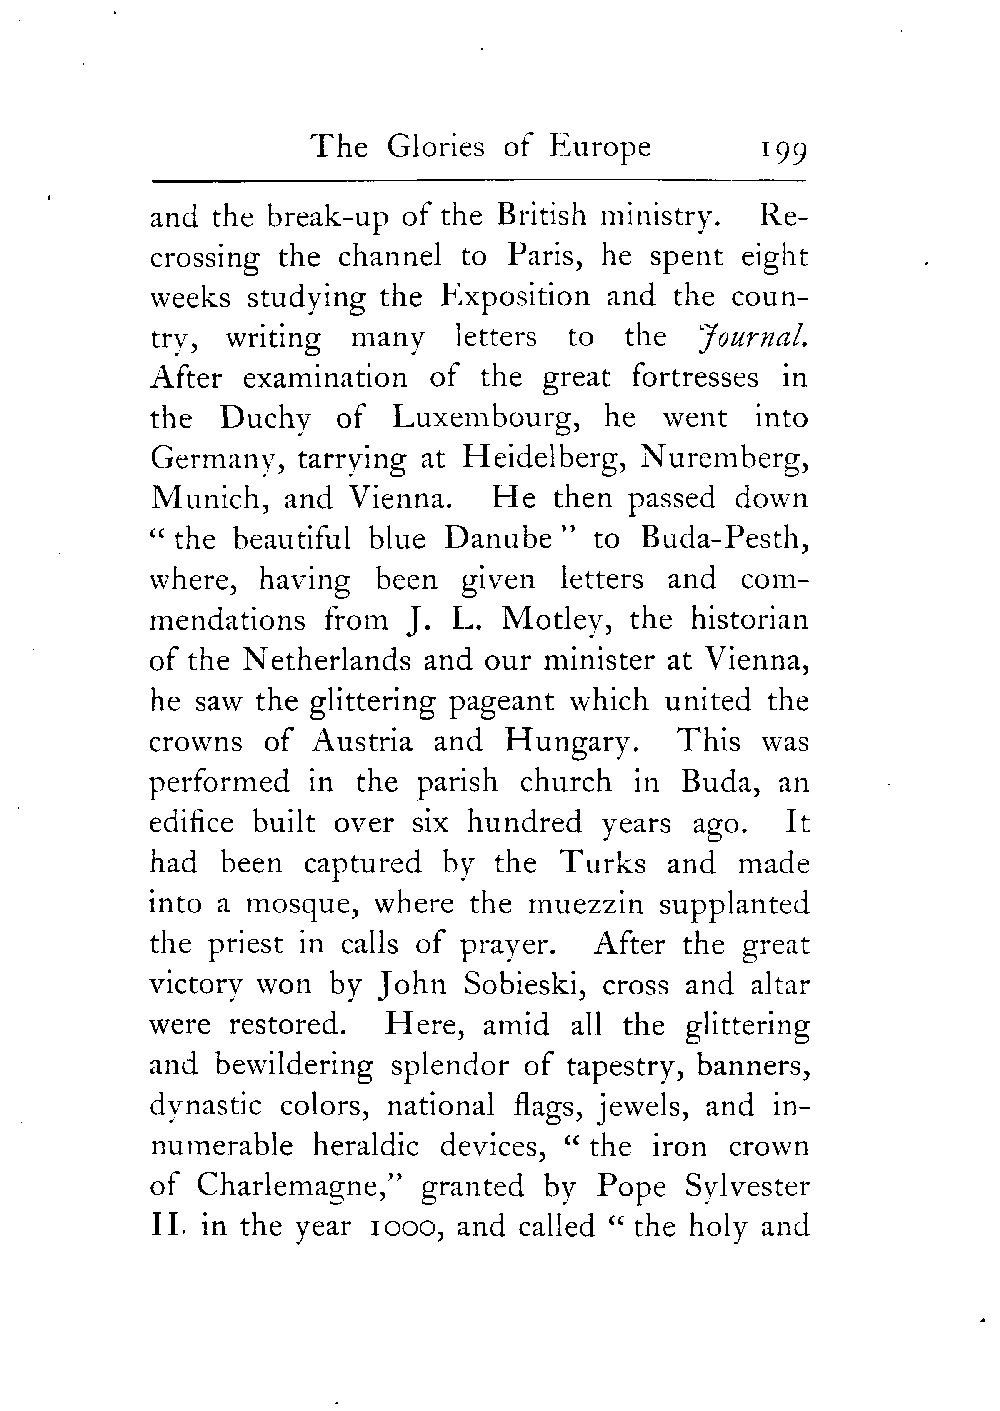 The Glories of Europe 199
and the break-up of the British ministry. Re-
crossing the channel to Paris, he spent eight
weeks studying the Exposition and the coun-
try, writing many letters to the Journal.
After examination of the great fortresses in
the Duchy of Luxembourg, he went into
Germany, tarrying at Heidelberg, Nuremberg,
Munich, and Vienna. He then passed down
“ the beautiful blue Danube ” to Buda-Pesth,
where, having been given letters and com-
mendations from J. L. Motley, the historian
of the Netherlands and our minister at Vienna,
he saw the glittering pageant which united the
crowns of Austria and Hungary. This was
performed in the parish church in Buda, an
edifice built over six hundred years ago. It
had been captured by the Turks and made
into a mosque, where the muezzin supplanted
the priest in calls of prayer. After the great
victory won by John Sobieski, cross and altar
were restored. Here, amid all the glittering
and bewildering splendor of tapestry, banners,
dynastic colors, national flags, jewels, and in-
numerable heraldic devices, “ the iron crown
of Charlemagne,” granted by Pope Sylvester
II. in the year 1000, and called “ the holy and